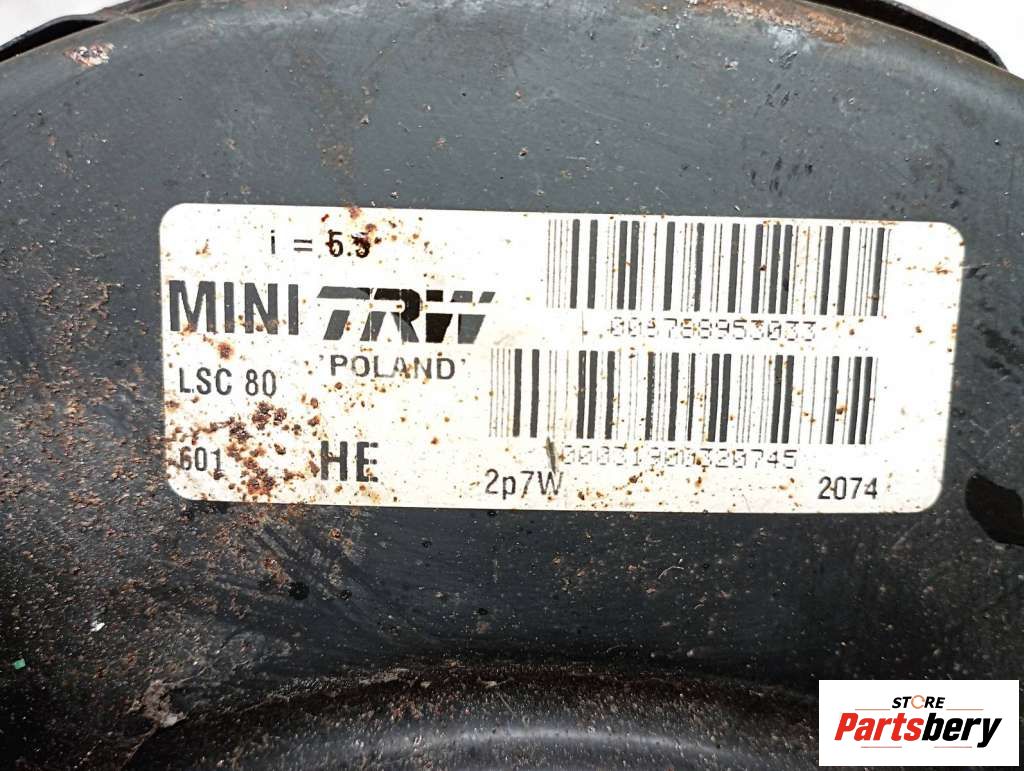 i = 5.5
MINI TRW
POLAND
LSC 80
601 HE
2p7W
2074
STORE
Partsbery